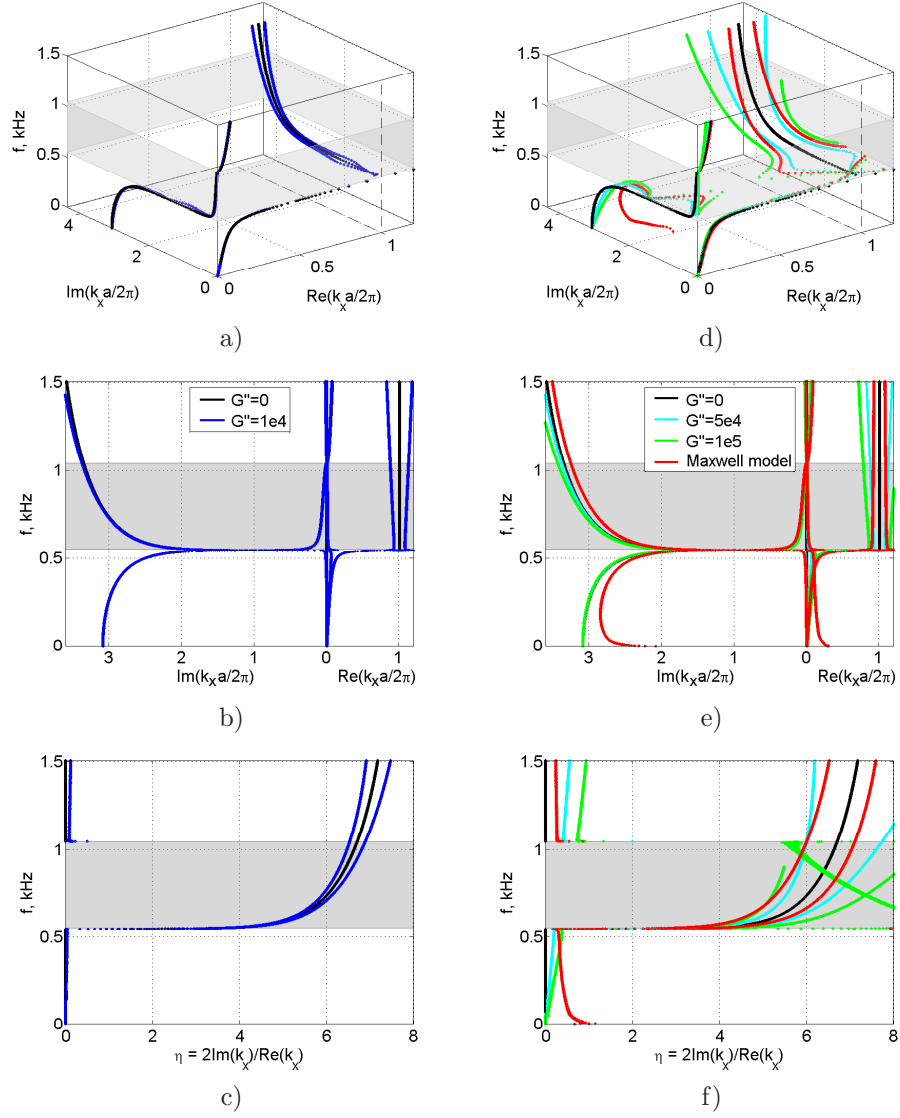 1.5
1
0.5
0
f, kHz
4
2
0
Im(kₓa/2π)
0
0.5
1
Re(kₓa/2π)
a)
1.5
1
0.5
0
f, kHz
4
2
0
Im(kₓa/2π)
0
0.5
1
Re(kₓa/2π)
d)
1.5
1
0.5
0
f, kHz
G''=0
G''=1e4
3 2 1 0 1
Im(kₓa/2π) Re(kₓa/2π)
b)
1.5
1
0.5
0
f, kHz
G''=0
G''=5e4
G''=1e5
Maxwell model
3 2 1 0 1
Im(kₓa/2π) Re(kₓa/2π)
e)
1.5
1
0.5
0
f, kHz
0 2 4 6 8
η = 2Im(kₓ)/Re(kₓ)
c)
1.5
1
0.5
0
f, kHz
0 2 4 6 8
η = 2Im(kₓ)/Re(kₓ)
f)